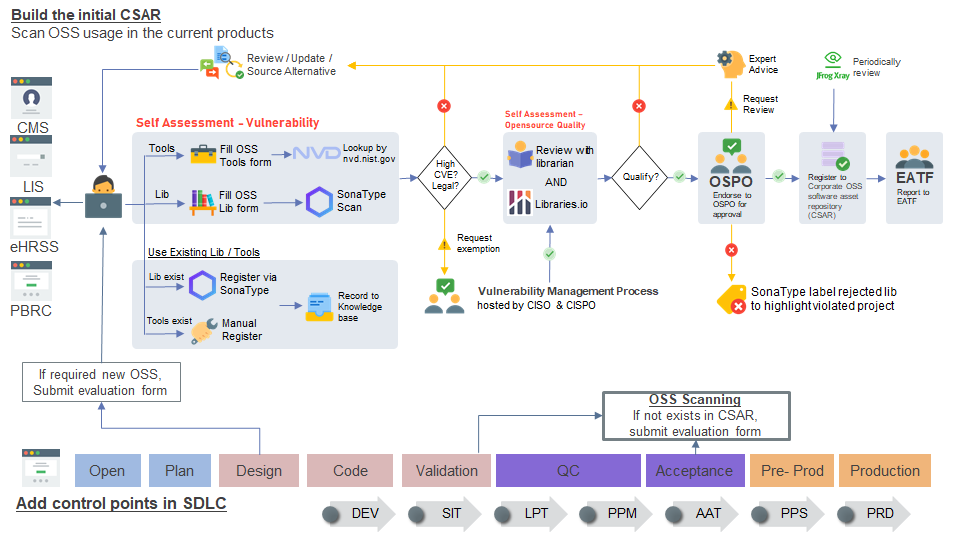 Build the initial CSAR
Scan OSS usage in the current products
Review / Update /
Source Alternative
Expert
Advice
JFrog Xray
Periodically
review
Request
Review
CMS
LIS
eHRSS
PBRC
Self Assessment – Vulnerability
Tools
Fill OSS
Tools form
NVD
Lookup by
nvd.nist.gov
Lib
Fill OSS
Lib form
SonaType
Scan
High
CVE?
Legal?
Self Assessment –
Opensource Quality
Review with
librarian
AND
Libraries.io
Qualify?
OSPO
Endorse to
OSPO for
approval
Register to
Corporate OSS
software asset
repository
(CSAR)
EATF
Report to
EATF
Use Existing Lib / Tools
Lib exist
Register via
SonaType
Tools exist
Manual
Register
Record to
Knowledge
base
Request
exemption
Vulnerability Management Process
hosted by CISO & CISPO
SonaType label rejected lib
to highlight violated project
If required new OSS,
Submit evaluation form
OSS Scanning
If not exists in CSAR,
submit evaluation form
Open
Plan
Design
Code
Validation
QC
Acceptance
Pre- Prod
Production
Add control points in SDLC
DEV
SIT
LPT
PPM
AAT
PPS
PRD